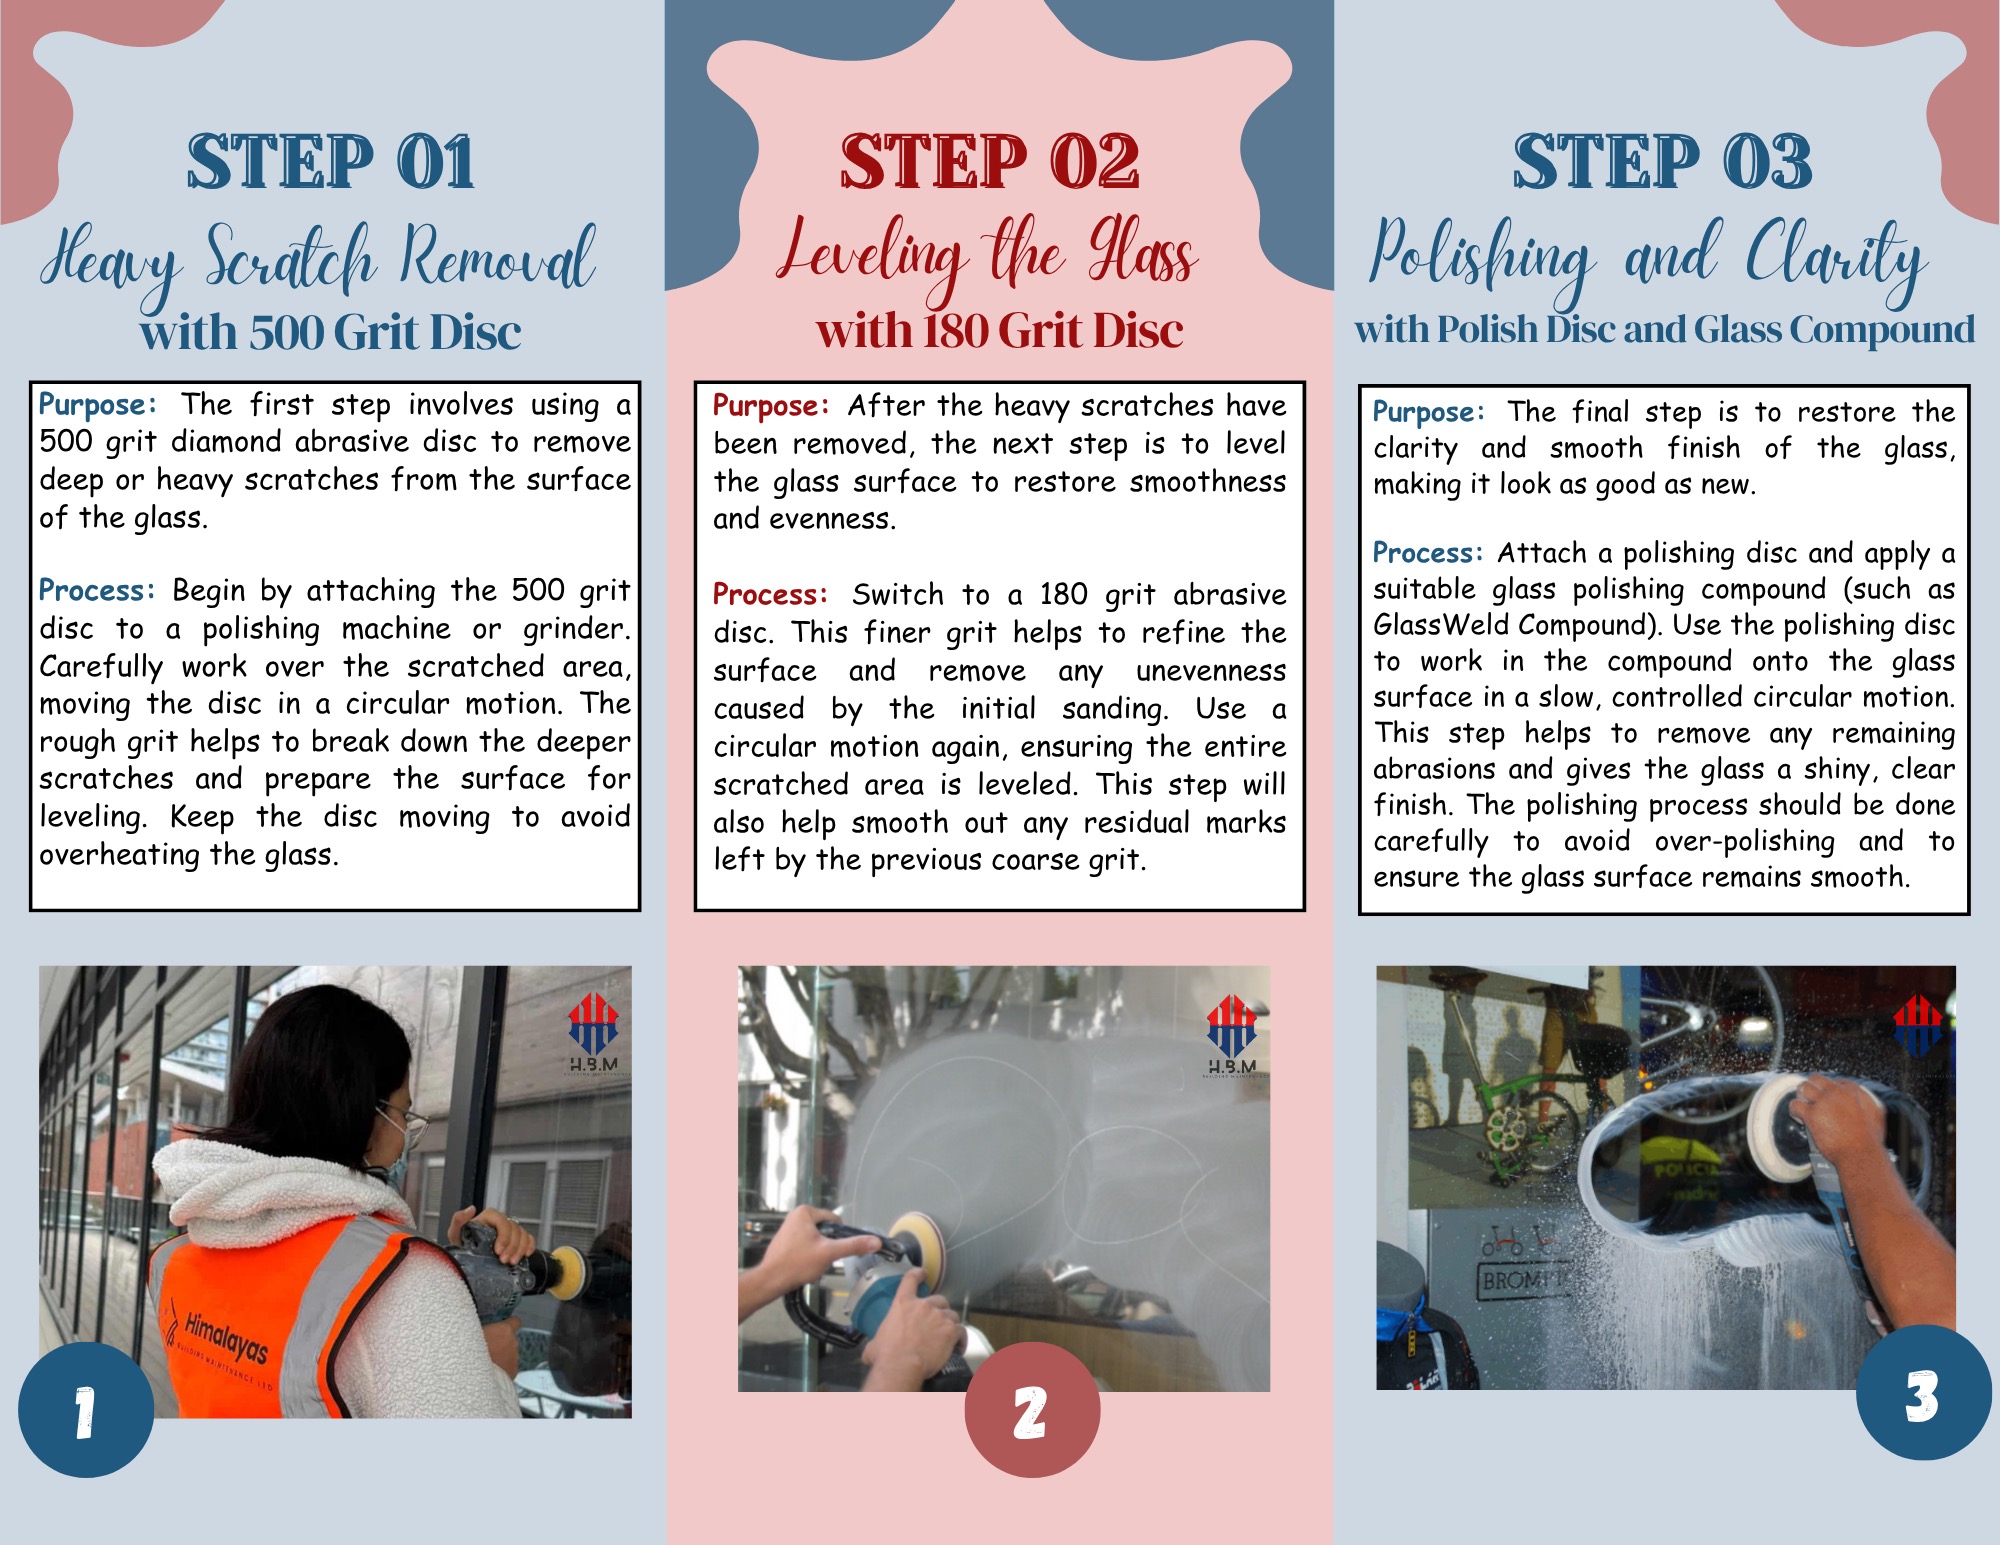 STEP 01
Heavy Scratch Removal
with 500 Grit Disc
Purpose: The first step involves using a
500 grit diamond abrasive disc to remove
deep or heavy scratches from the surface
of the glass.
Process: Begin by attaching the 500 grit
disc to a polishing machine or grinder.
Carefully work over the scratched area,
moving the disc in a circular motion. The
rough grit helps to break down the deeper
scratches and prepare the surface for
leveling. Keep the disc moving to avoid
overheating the glass.
H.B.M
Himalayas
BUILDING MAINTENANCE LTD
1
STEP 02
Leveling the Glass
with 180 Grit Disc
Purpose: After the heavy scratches have
been removed, the next step is to level
the glass surface to restore smoothness
and evenness.
Process: Switch to a 180 grit abrasive
disc. This finer grit helps to refine the
surface and remove any unevenness
caused by the initial sanding. Use a
circular motion again, ensuring the entire
scratched area is leveled. This step will
also help smooth out any residual marks
left by the previous coarse grit.
H.B.M
2
STEP 03
Polishing and Clarity
with Polish Disc and Glass Compound
Purpose: The final step is to restore the
clarity and smooth finish of the glass,
making it look as good as new.
Process: Attach a polishing disc and apply a
suitable glass polishing compound (such as
GlassWeld Compound). Use the polishing disc
to work in the compound onto the glass
surface in a slow, controlled circular motion.
This step helps to remove any remaining
abrasions and gives the glass a shiny, clear
finish. The polishing process should be done
carefully to avoid over-polishing and to
ensure the glass surface remains smooth.
POLICIA
BROMPT
3